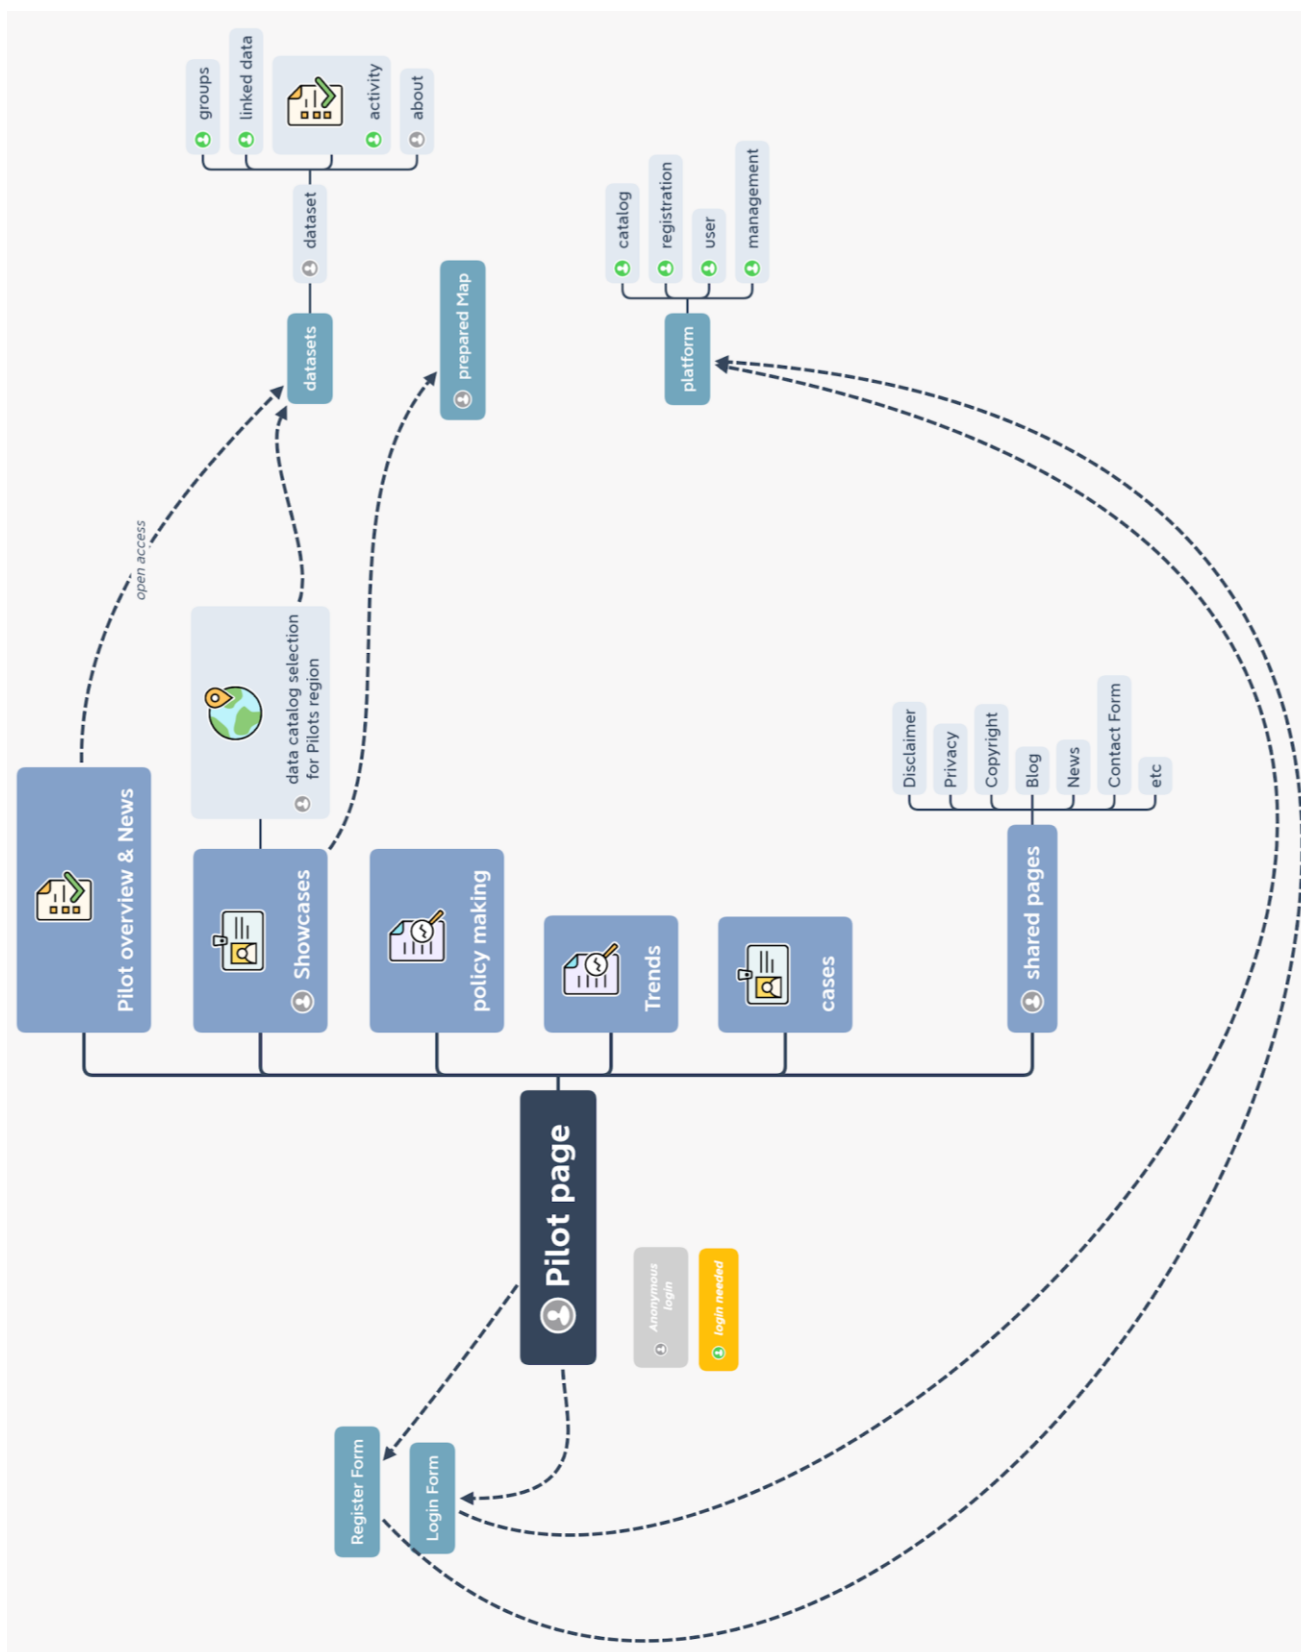 Pilot page
Register Form
Login Form
Anonymous
login
login needed
Pilot overview & News
open access
Showcases
data catalog selection
for Pilots region
policy making
Trends
cases
shared pages
Disclaimer
Privacy
Copyright
Blog
News
Contact Form
etc
datasets
dataset
groups
linked data
activity
about
prepared Map
platform
catalog
registration
user
management